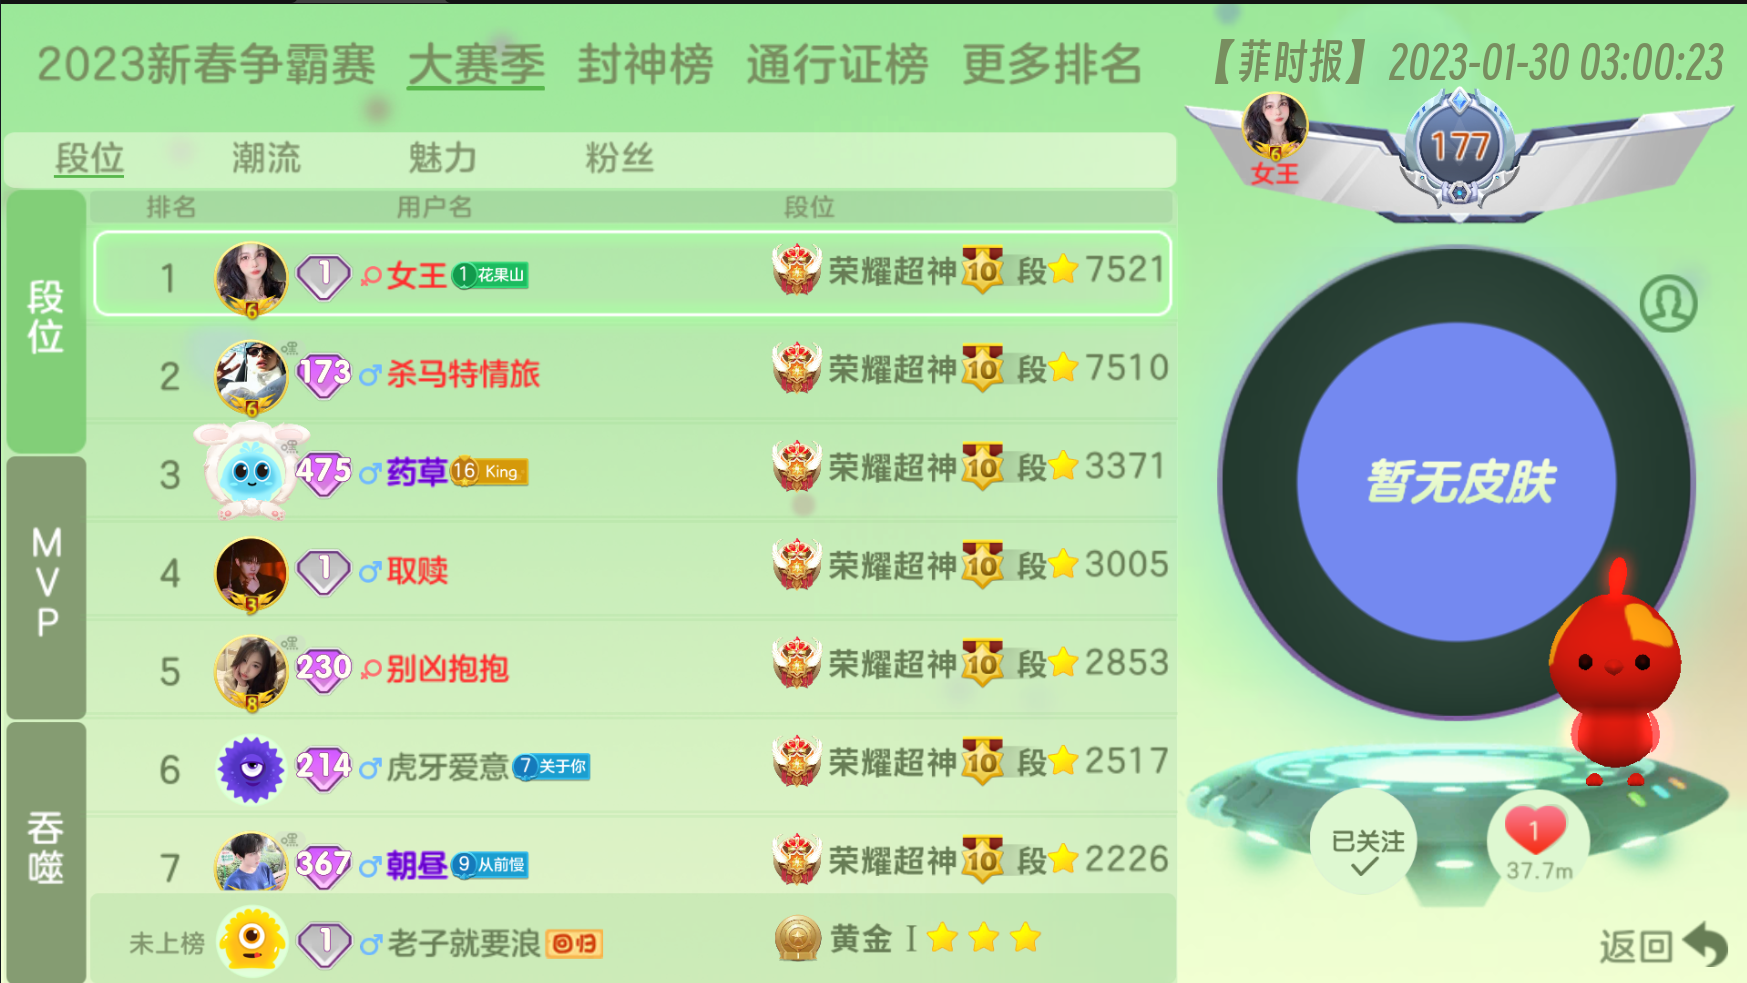 2023新春争霸赛 大赛季 封神榜 通行证榜 更多排名
【菲时报】 2023-01-30 03:00:23
段位 潮流 魅力 粉丝
6
女王
177
排名 用户名 段位
段位
MVP
吞噬
1 6 1 女王 1 花果山 荣耀超神 10 段 7521
2 6 嘿 173 杀马特情旅 荣耀超神 10 段 7510
3 嘿 475 药草 16 King 荣耀超神 10 段 3371
4 3 1 取赎 荣耀超神 10 段 3005
5 8 嘿 230 别凶抱抱 荣耀超神 10 段 2853
6 214 虎牙爱意 7 关于你 荣耀超神 10 段 2517
7 嘿 367 朝昼 9 从前慢 荣耀超神 10 段 2226
未上榜 1 老子就要浪 回归 黄金 I
暂无皮肤
已关注
1
37.7m
返回